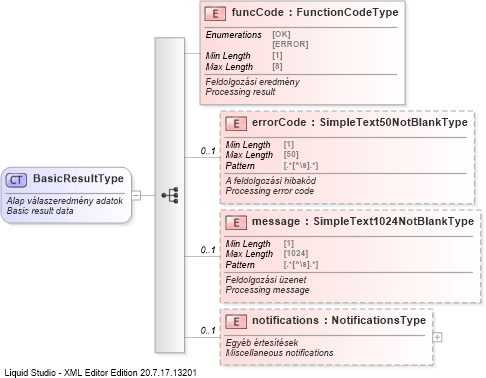 E funcCode : FunctionCodeType
Enumerations [OK]
[ERROR]
Min Length [1]
Max Length [8]
Feldolgozási eredmény
Processing result
0..1
E errorCode : SimpleText50NotBlankType
Min Length [1]
Max Length [50]
Pattern [.*[^\s].*]
A feldolgozási hibakód
Processing error code
CT BasicResultType
Alap válaszeredmény adatok
Basic result data
0..1
E message : SimpleText1024NotBlankType
Min Length [1]
Max Length [1024]
Pattern [.*[^\s].*]
Feldolgozási üzenet
Processing message
0..1
E notifications : NotificationsType
Egyéb értesítések
Miscellaneous notifications
Liquid Studio - XML Editor Edition 20.7.17.13201